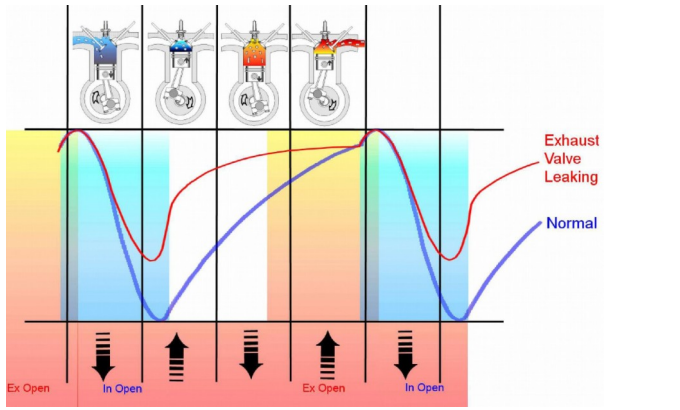 Exhaust
Valve
Leaking
Normal
Ex Open
In Open
Ex Open
In Open